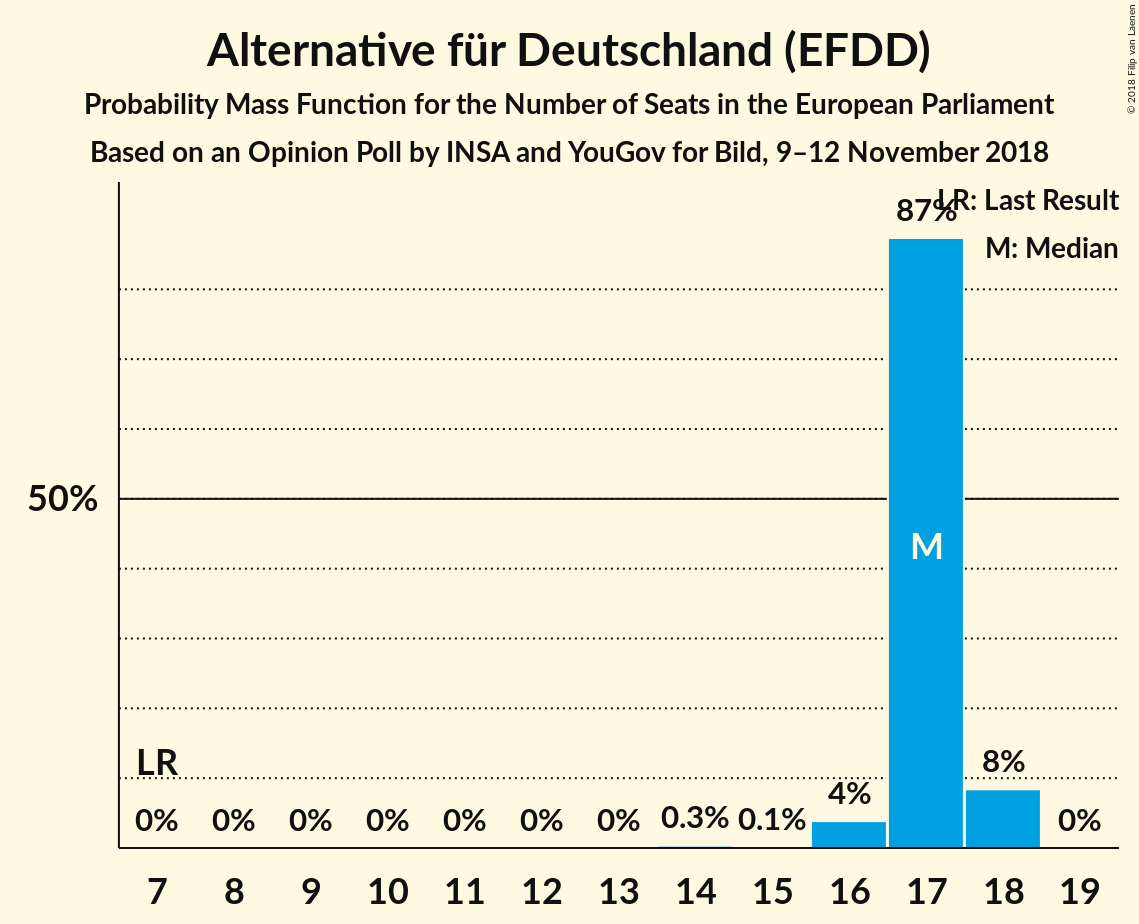 Alternative für Deutschland (EFDD)
Probability Mass Function for the Number of Seats in the European Parliament
Based on an Opinion Poll by INSA and YouGov for Bild, 9–12 November 2018
© 2018 Filip van Laenen
LR: Last Result
M: Median
87%
50%
M
LR
0% 0% 0% 0% 0% 0% 0% 0.3% 0.1% 4% 8% 0%
7 8 9 10 11 12 13 14 15 16 17 18 19